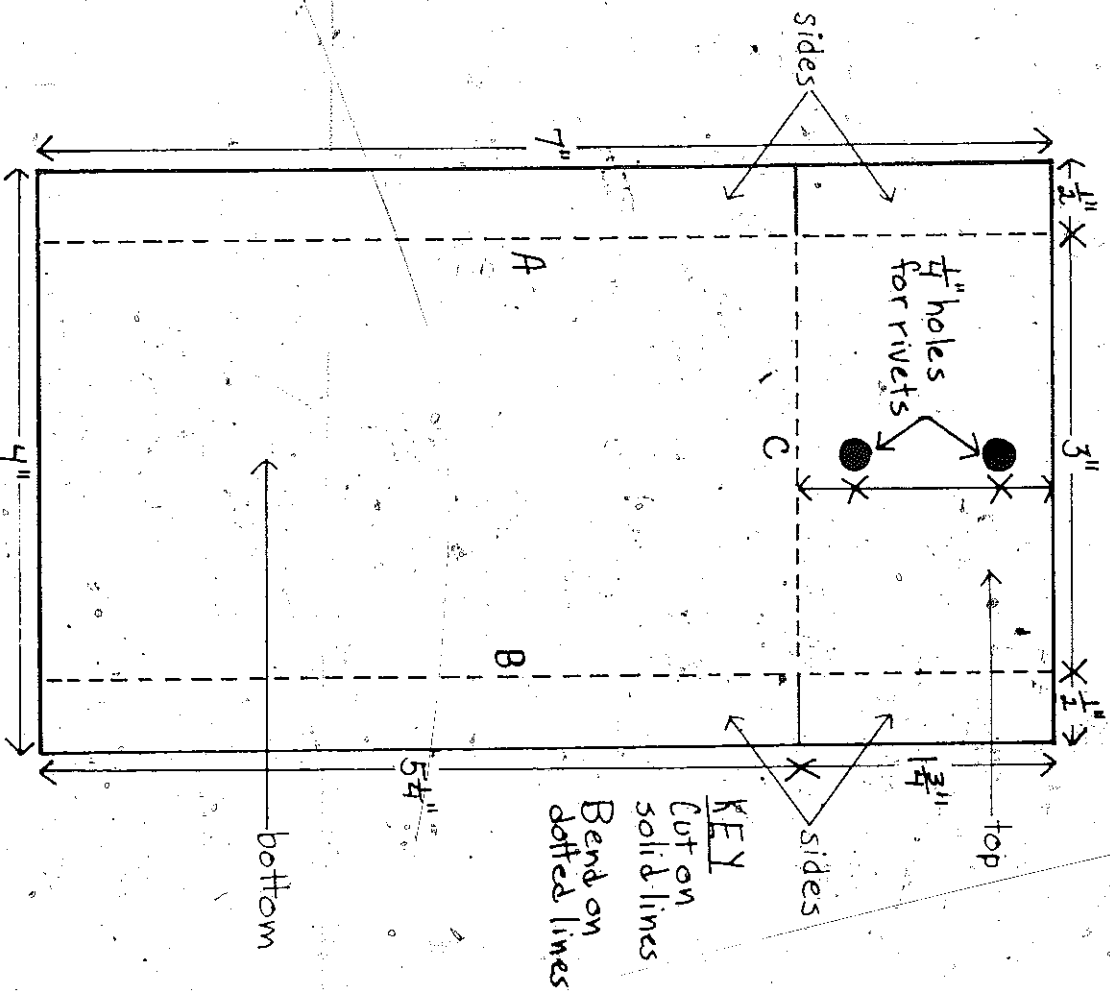 sides
7"
1/2"
3"
1/2"
A
1/4" holes
for rivets
C
B
4"
5 1/4"
1 3/4"
sides
top
bottom
KEY
Cut on
solid lines
Bend on
dotted lines